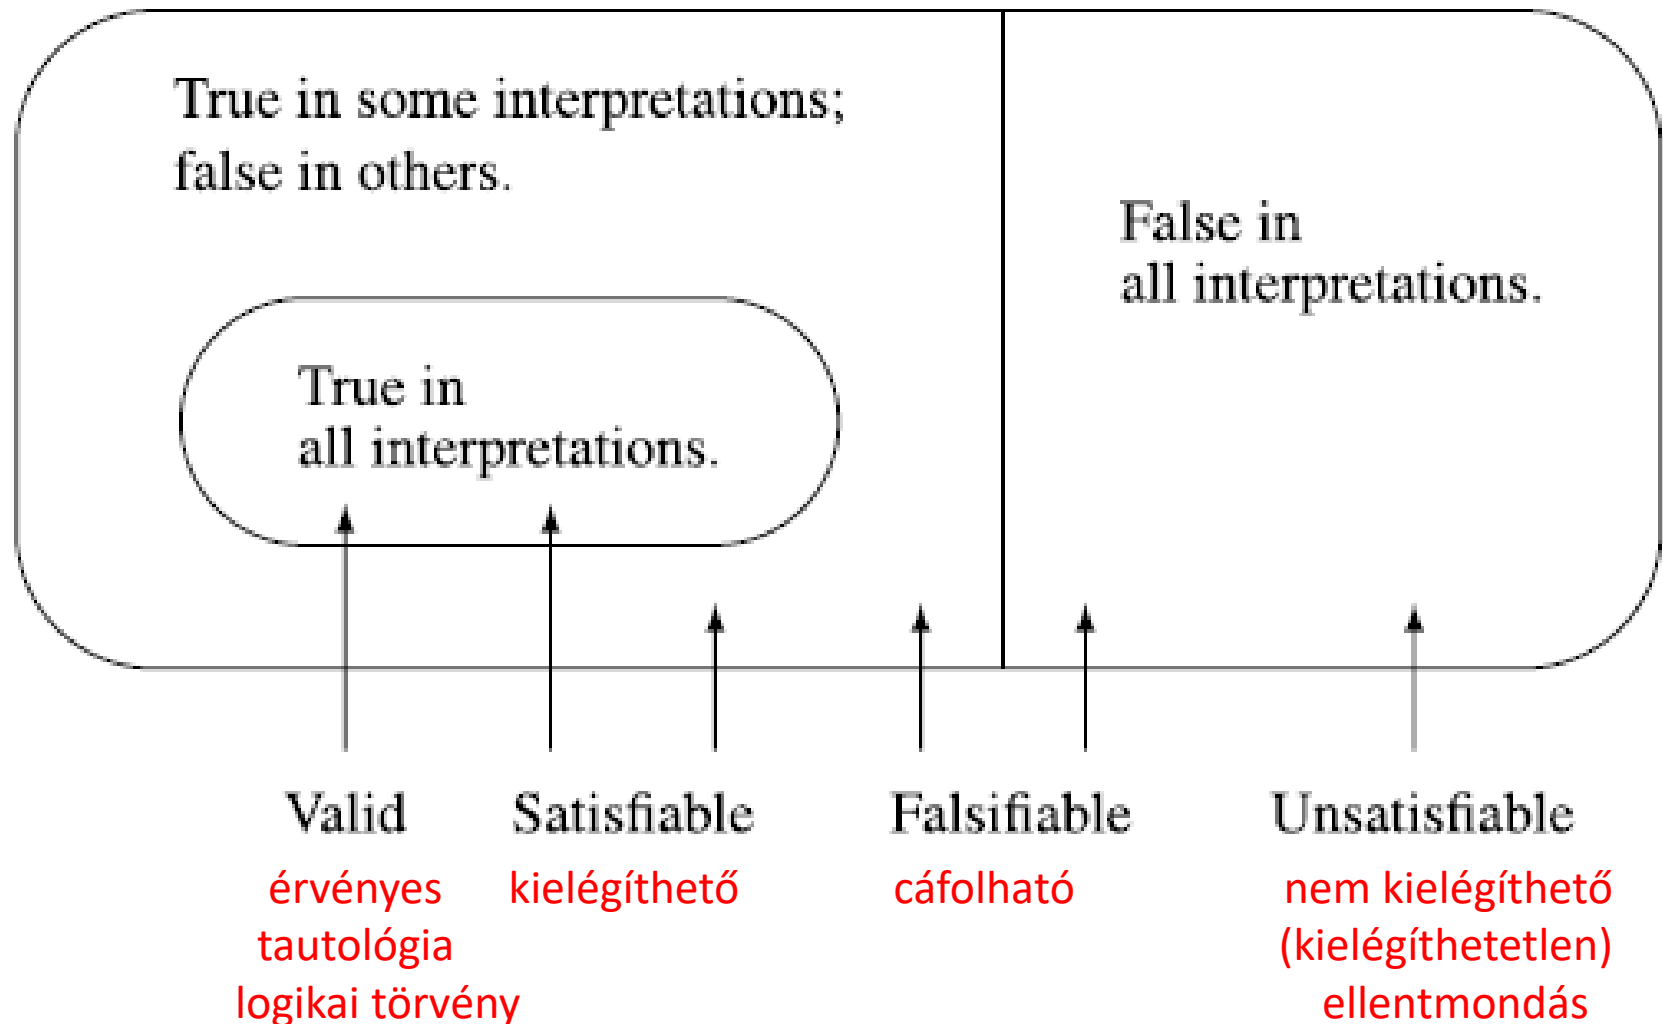 True in some interpretations;
false in others.
False in
all interpretations.
True in
all interpretations.
Valid
Satisfiable
Falsifiable
Unsatisfiable
érvényes
tautológia
logikai törvény
kielégíthető
cáfolható
nem kielégíthető
(kielégíthetetlen)
ellentmondás